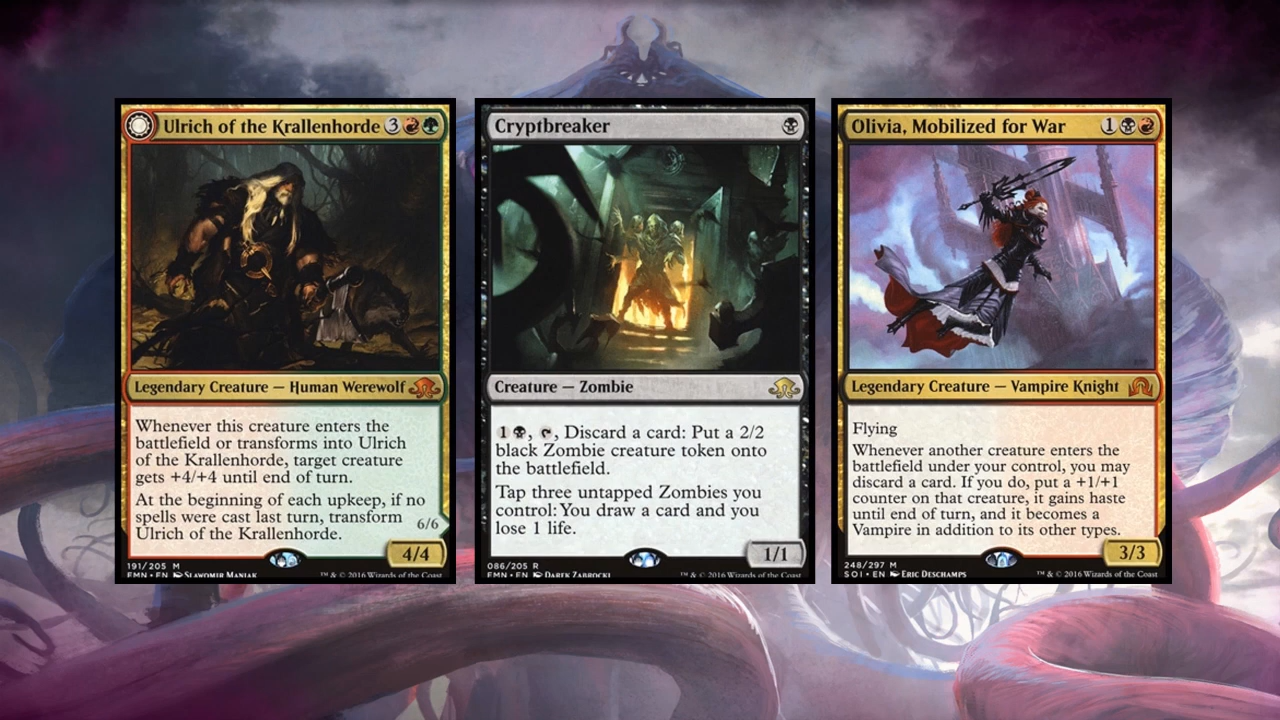 Ulrich of the Krallenhorde 3
Legendary Creature — Human Werewolf
Whenever this creature enters the
battlefield or transforms into Ulrich
of the Krallenhorde, target creature
gets +4/+4 until end of turn.
At the beginning of each upkeep, if no
spells were cast last turn, transform
Ulrich of the Krallenhorde.
6/6
4/4
191/205 M
EMN • EN Slawomir Maniak
™ & © 2016 Wizards of the Coast
Cryptbreaker
Creature — Zombie
1, , Discard a card: Put a 2/2
black Zombie creature token onto
the battlefield.
Tap three untapped Zombies you
control: You draw a card and you
lose 1 life.
1/1
086/205 R
EMN • EN Darek Zabrocki
™ & © 2016 Wizards of the Coast
Olivia, Mobilized for War 1
Legendary Creature — Vampire Knight
Flying
Whenever another creature enters the
battlefield under your control, you may
discard a card. If you do, put a +1/+1
counter on that creature, it gains haste
until end of turn, and it becomes a
Vampire in addition to its other types.
3/3
248/297 M
SOI • EN Eric Deschamps
™ & © 2016 Wizards of the Coast